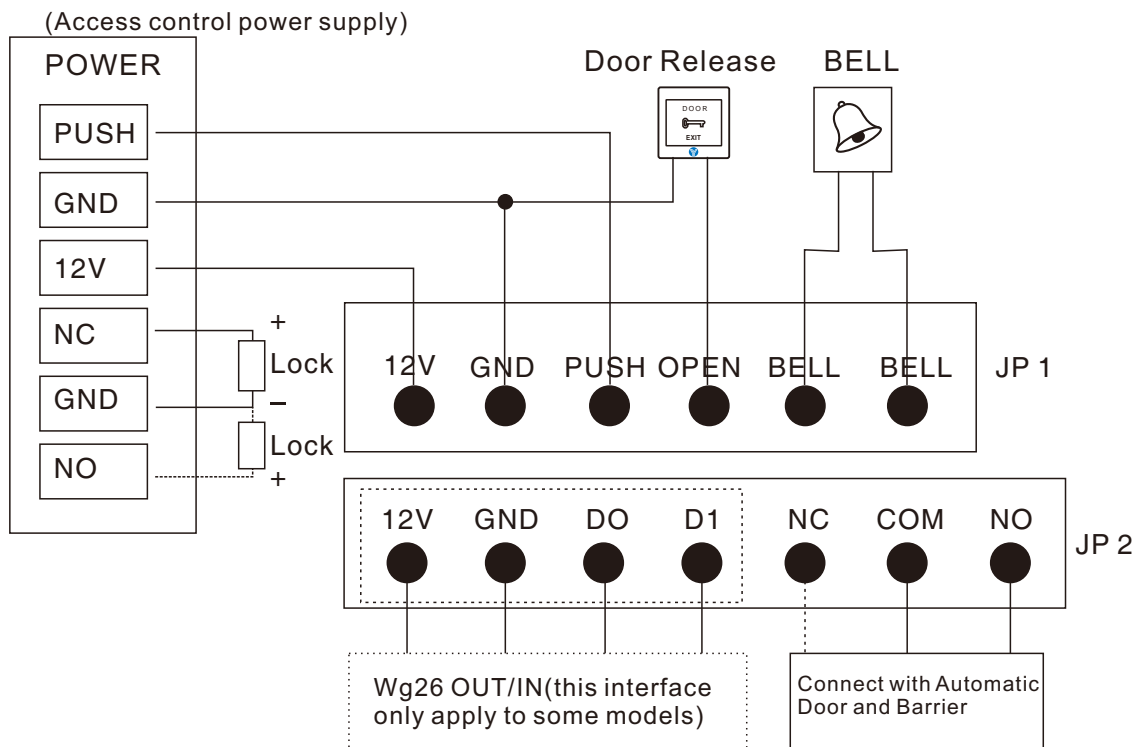 (Access control power supply)
POWER
PUSH
GND
12V
NC
GND
NO
+
Lock
−
Lock
+
Door Release
DOOR
EXIT
BELL
12V GND PUSH OPEN BELL BELL
JP 1
12V GND DO D1 NC COM NO
JP 2
Wg26 OUT/IN(this interface
only apply to some models)
Connect with Automatic
Door and Barrier